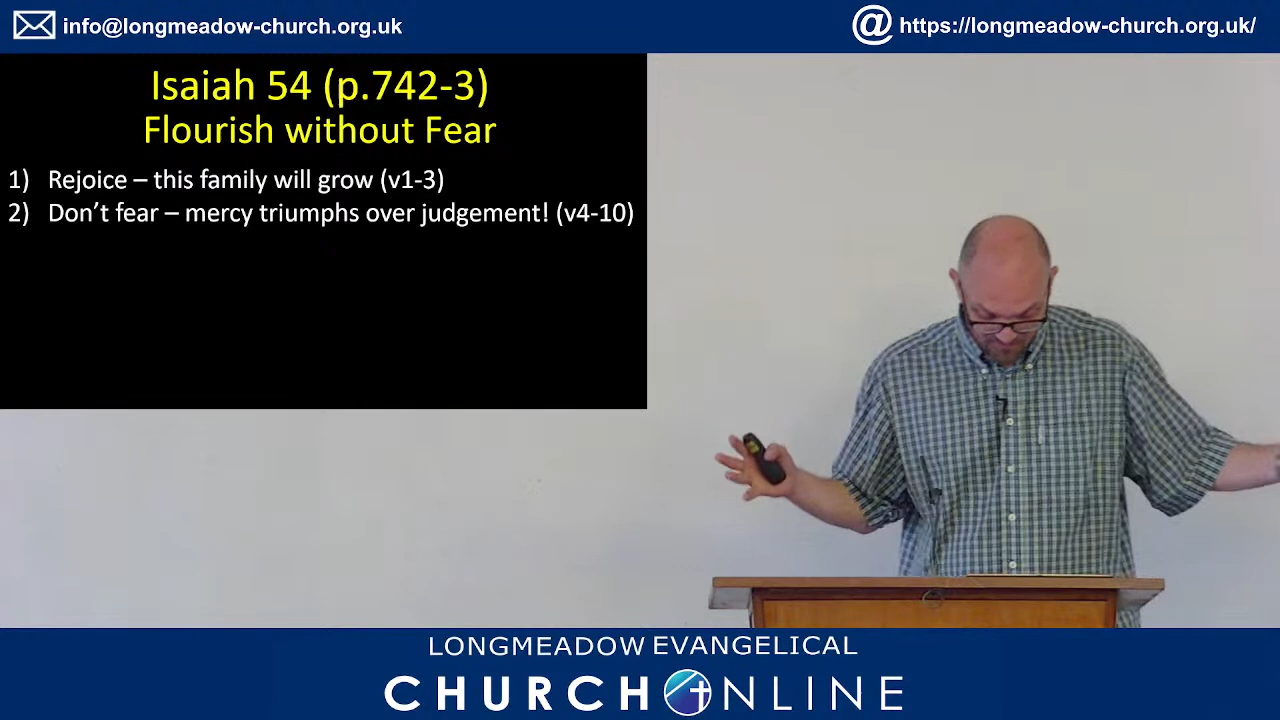 info@longmeadow-church.org.uk
https://longmeadow-church.org.uk/
Isaiah 54 (p.742-3)
Flourish without Fear
1) Rejoice – this family will grow (v1-3)
2) Don't fear – mercy triumphs over judgement! (v4-10)
LONGMEADOW EVANGELICAL
CHURCH ONLINE